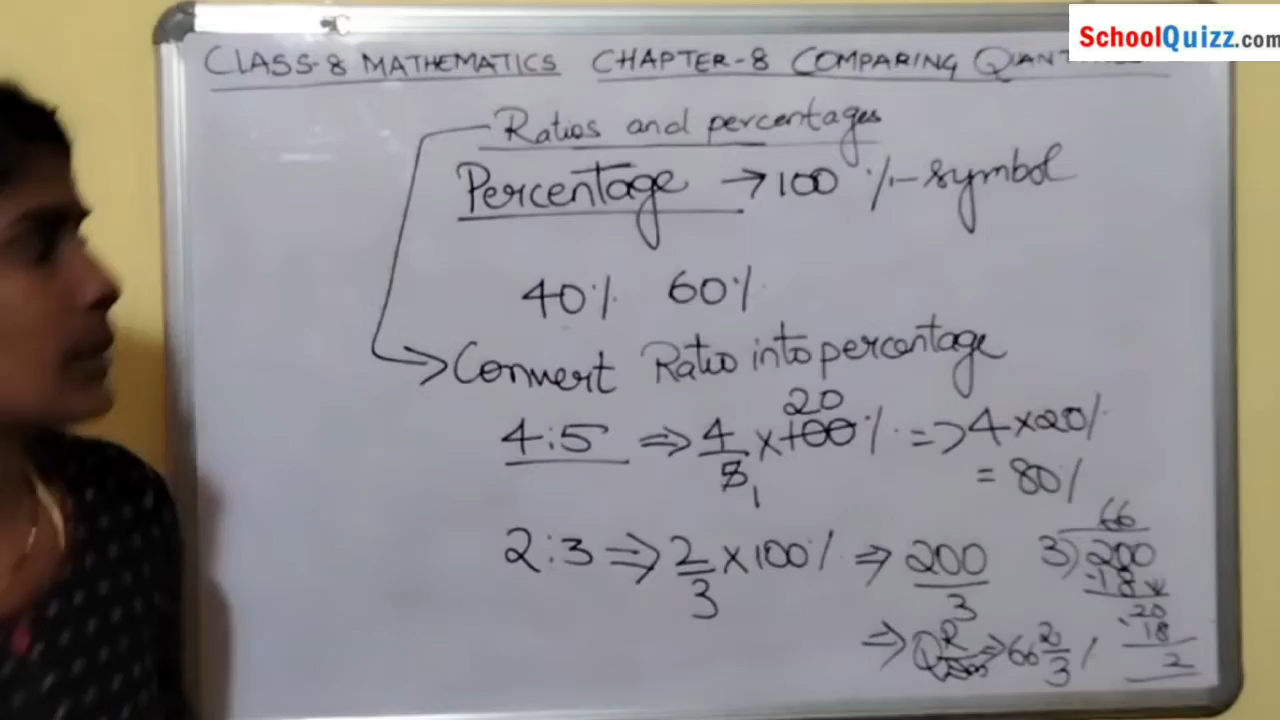 SchoolQuizz.com
CLASS-8 MATHEMATICS CHAPTER-8 COMPARING
Ratios and percentages
Percentage → 100 % - symbol
40% 60%
Convert Ratio into percentage
20
4:5 ⇒ 4/5 × 100 % => 4 × 20%
1
= 80%
2:3 ⇒ 2/3 × 100% ⇒ 200/3
66
3)200
-18
20
18
2
⇒ Q R ⇒ 66 2/3 %